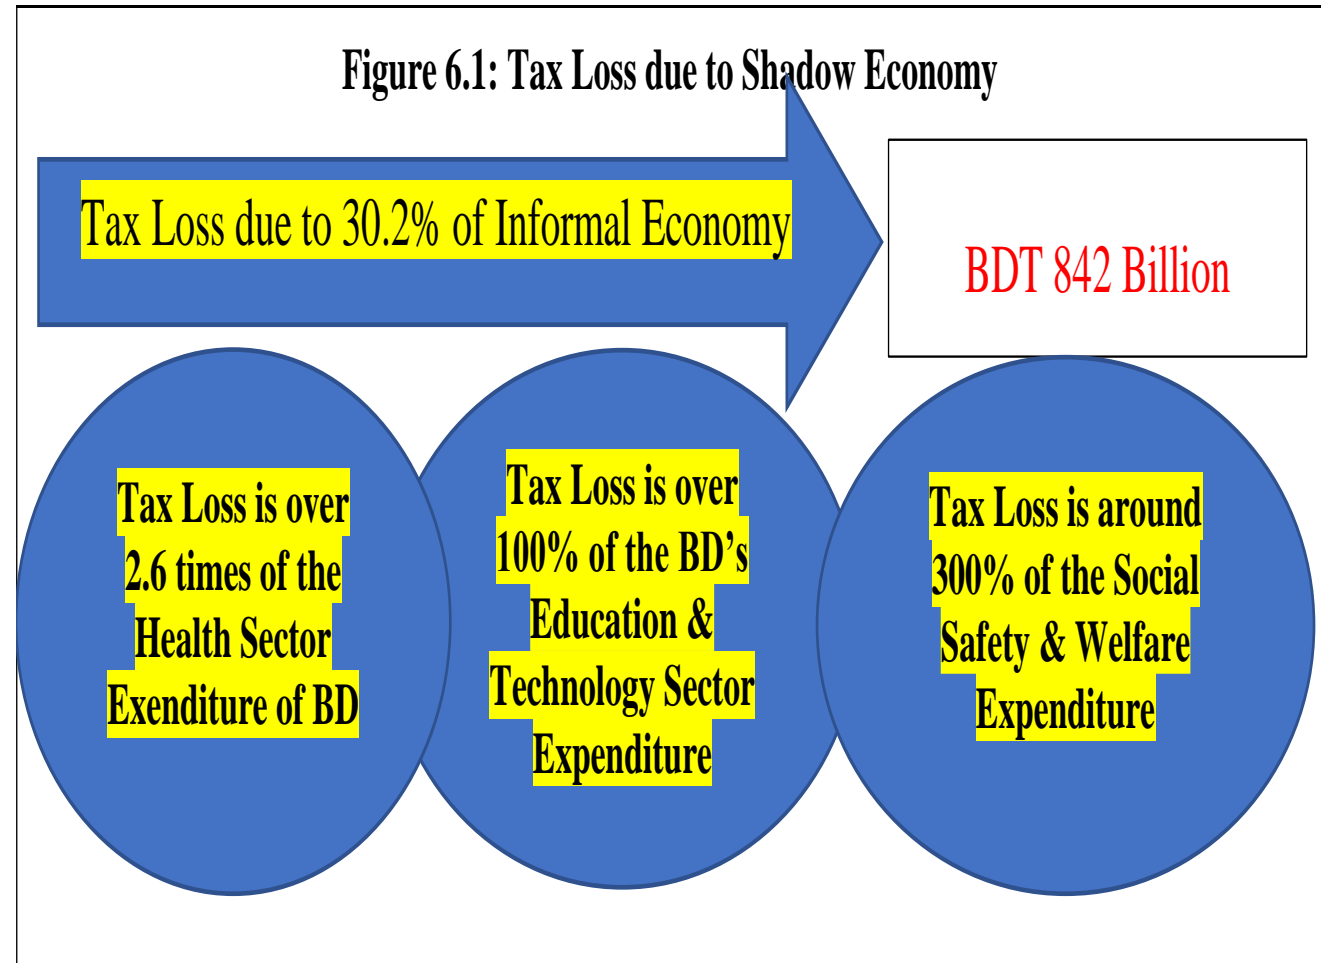 Figure 6.1: Tax Loss due to Shadow Economy
Tax Loss due to 30.2% of Informal Economy
BDT 842 Billion
Tax Loss is over
2.6 times of the
Health Sector
Exenditure of BD
Tax Loss is over
100% of the BD’s
Education &
Technology Sector
Expenditure
Tax Loss is around
300% of the Social
Safety & Welfare
Expenditure